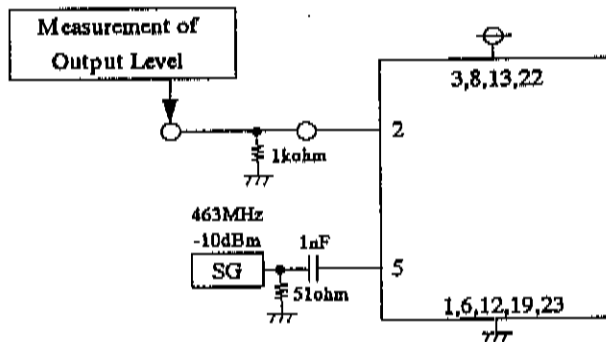 Measurement of
Output Level
3,8,13,22
2
1kohm
463MHz
-10dBm
1nF
SG
5
51ohm
1,6,12,19,23